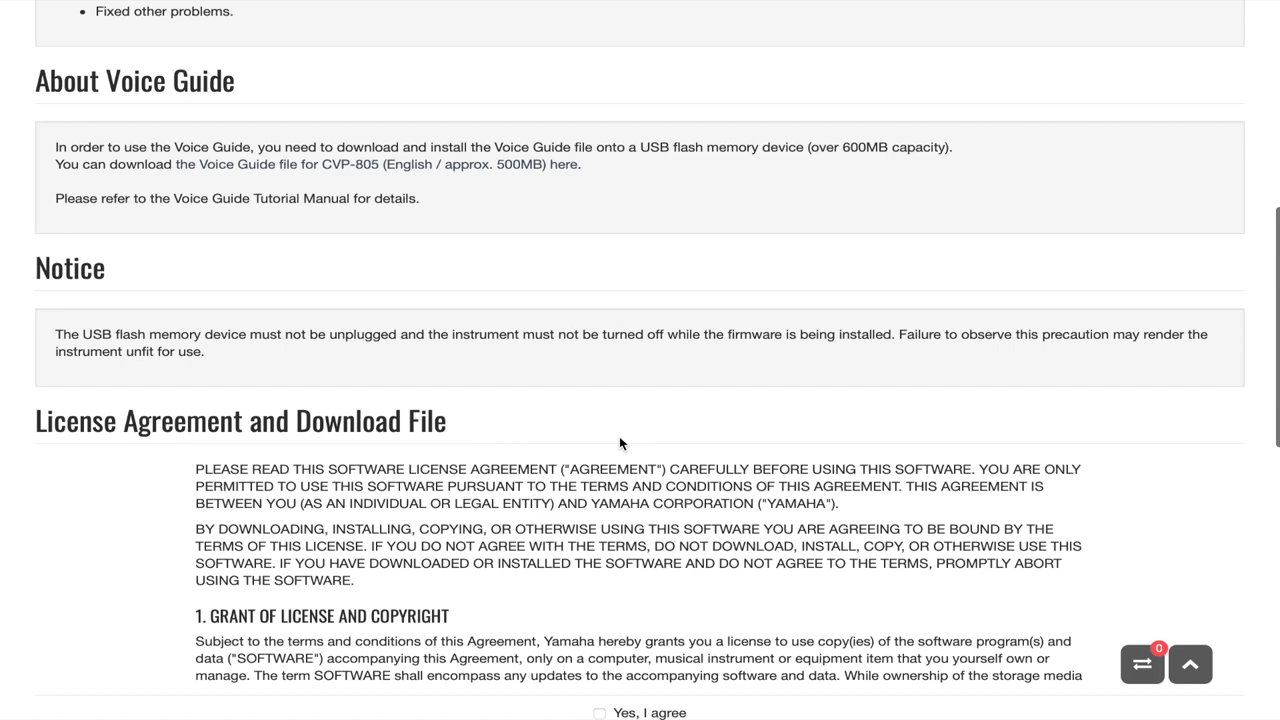 • Fixed other problems.
About Voice Guide
In order to use the Voice Guide, you need to download and install the Voice Guide file onto a USB flash memory device (over 600MB capacity).
You can download the Voice Guide file for CVP-805 (English / approx. 500MB) here.
Please refer to the Voice Guide Tutorial Manual for details.
Notice
The USB flash memory device must not be unplugged and the instrument must not be turned off while the firmware is being installed. Failure to observe this precaution may render the
instrument unfit for use.
License Agreement and Download File
PLEASE READ THIS SOFTWARE LICENSE AGREEMENT ("AGREEMENT") CAREFULLY BEFORE USING THIS SOFTWARE. YOU ARE ONLY
PERMITTED TO USE THIS SOFTWARE PURSUANT TO THE TERMS AND CONDITIONS OF THIS AGREEMENT. THIS AGREEMENT IS
BETWEEN YOU (AS AN INDIVIDUAL OR LEGAL ENTITY) AND YAMAHA CORPORATION ("YAMAHA").
BY DOWNLOADING, INSTALLING, COPYING, OR OTHERWISE USING THIS SOFTWARE YOU ARE AGREEING TO BE BOUND BY THE
TERMS OF THIS LICENSE. IF YOU DO NOT AGREE WITH THE TERMS, DO NOT DOWNLOAD, INSTALL, COPY, OR OTHERWISE USE THIS
SOFTWARE. IF YOU HAVE DOWNLOADED OR INSTALLED THE SOFTWARE AND DO NOT AGREE TO THE TERMS, PROMPTLY ABORT
USING THE SOFTWARE.
1. GRANT OF LICENSE AND COPYRIGHT
Subject to the terms and conditions of this Agreement, Yamaha hereby grants you a license to use copy(ies) of the software program(s) and
data ("SOFTWARE") accompanying this Agreement, only on a computer, musical instrument or equipment item that you yourself own or
manage. The term SOFTWARE shall encompass any updates to the accompanying software and data. While ownership of the storage media
0
Yes, I agree